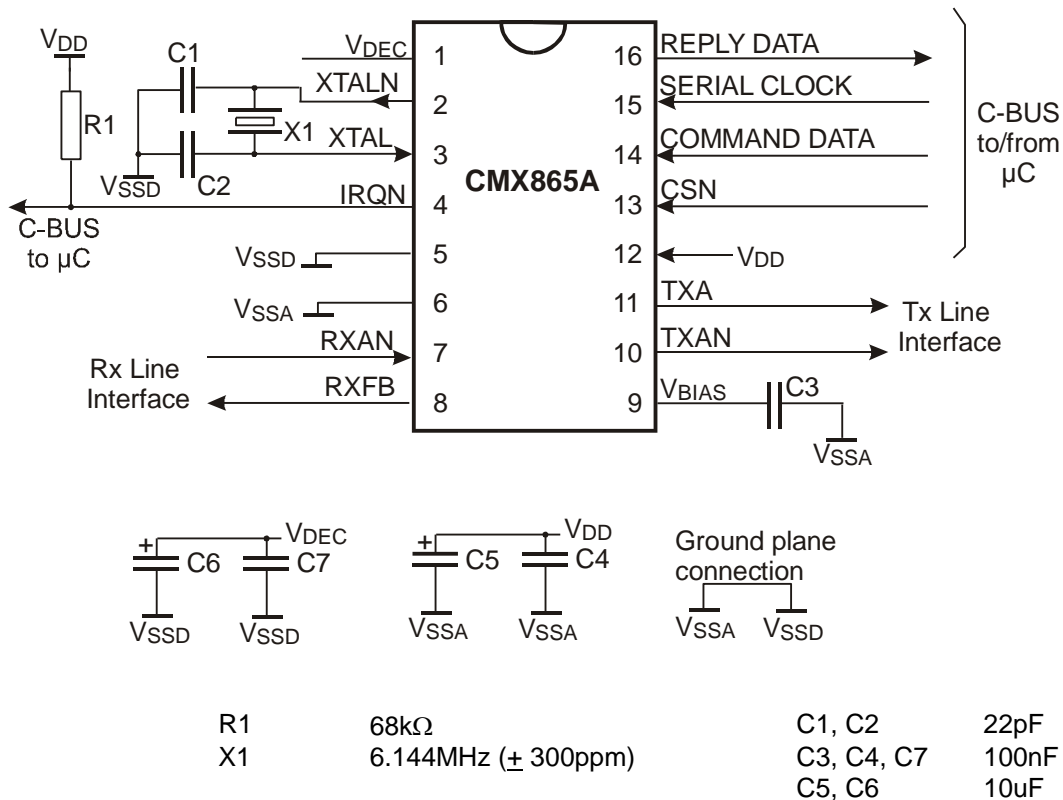 VDD
C1
R1
X1
C2
VSSD
C-BUS
to µC
VDEC
XTALN
XTAL
IRQN
VSSD
VSSA
RXAN
RXFB
Rx Line
Interface
1
2
3
4
5
6
7
8
CMX865A
16
15
14
13
12
11
10
9
REPLY DATA
SERIAL CLOCK
COMMAND DATA
CSN
VDD
TXA
TXAN
VBIAS
C3
VSSA
C-BUS
to/from
µC
Tx Line
Interface
+
C6
C7
VDEC
VSSD
VSSD
+
C5
C4
VDD
VSSA
VSSA
Ground plane
connection
VSSA
VSSD
R1 68kΩ
X1 6.144MHz (± 300ppm)
C1, C2 22pF
C3, C4, C7 100nF
C5, C6 10uF